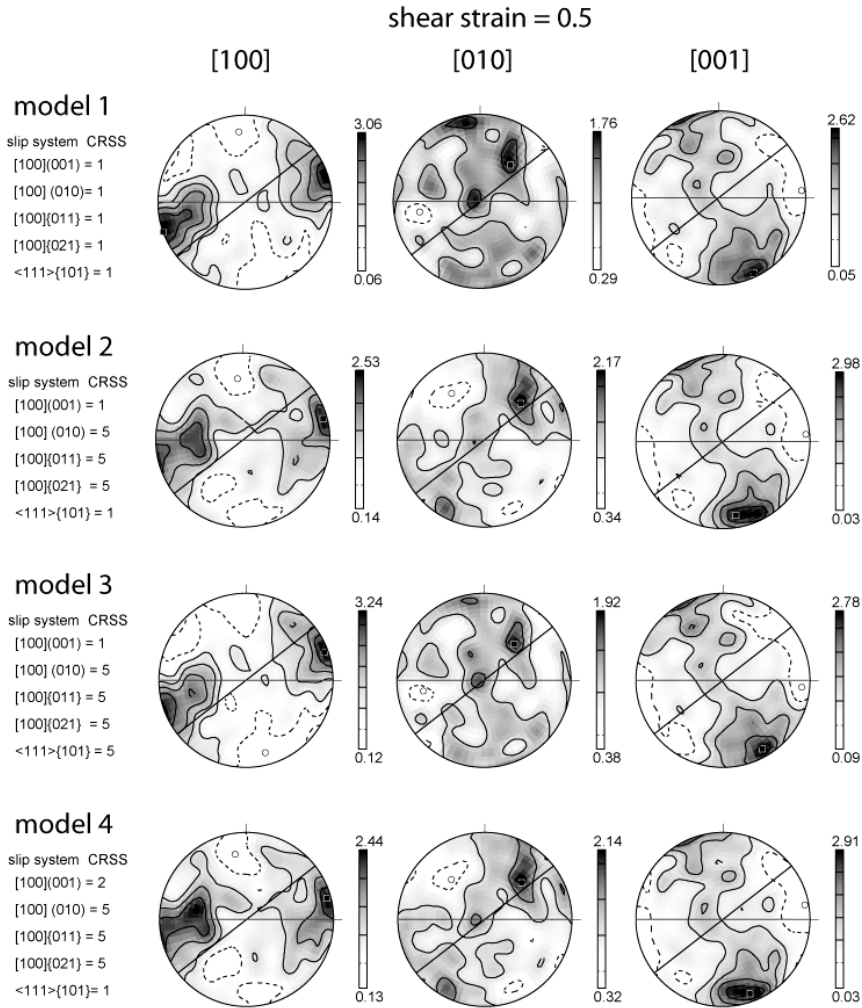 shear strain = 0.5
[100] [010] [001]
model 1
slip system CRSS
[100](001) = 1
[100] (010)= 1
[100]{011} = 1
[100]{021} = 1
<111>{101} = 1
3.06
0.06
1.76
0.29
2.62
0.05
model 2
slip system CRSS
[100](001) = 1
[100] (010) = 5
[100]{011} = 5
[100]{021} = 5
<111>{101} = 1
2.53
0.14
2.17
0.34
2.98
0.03
model 3
slip system CRSS
[100](001) = 1
[100] (010) = 5
[100]{011} = 5
[100]{021} = 5
<111>{101} = 5
3.24
0.12
1.92
0.38
2.78
0.09
model 4
slip system CRSS
[100](001) = 2
[100] (010) = 5
[100]{011} = 5
[100]{021} = 5
<111>{101}= 1
2.44
0.13
2.14
0.32
2.91
0.03